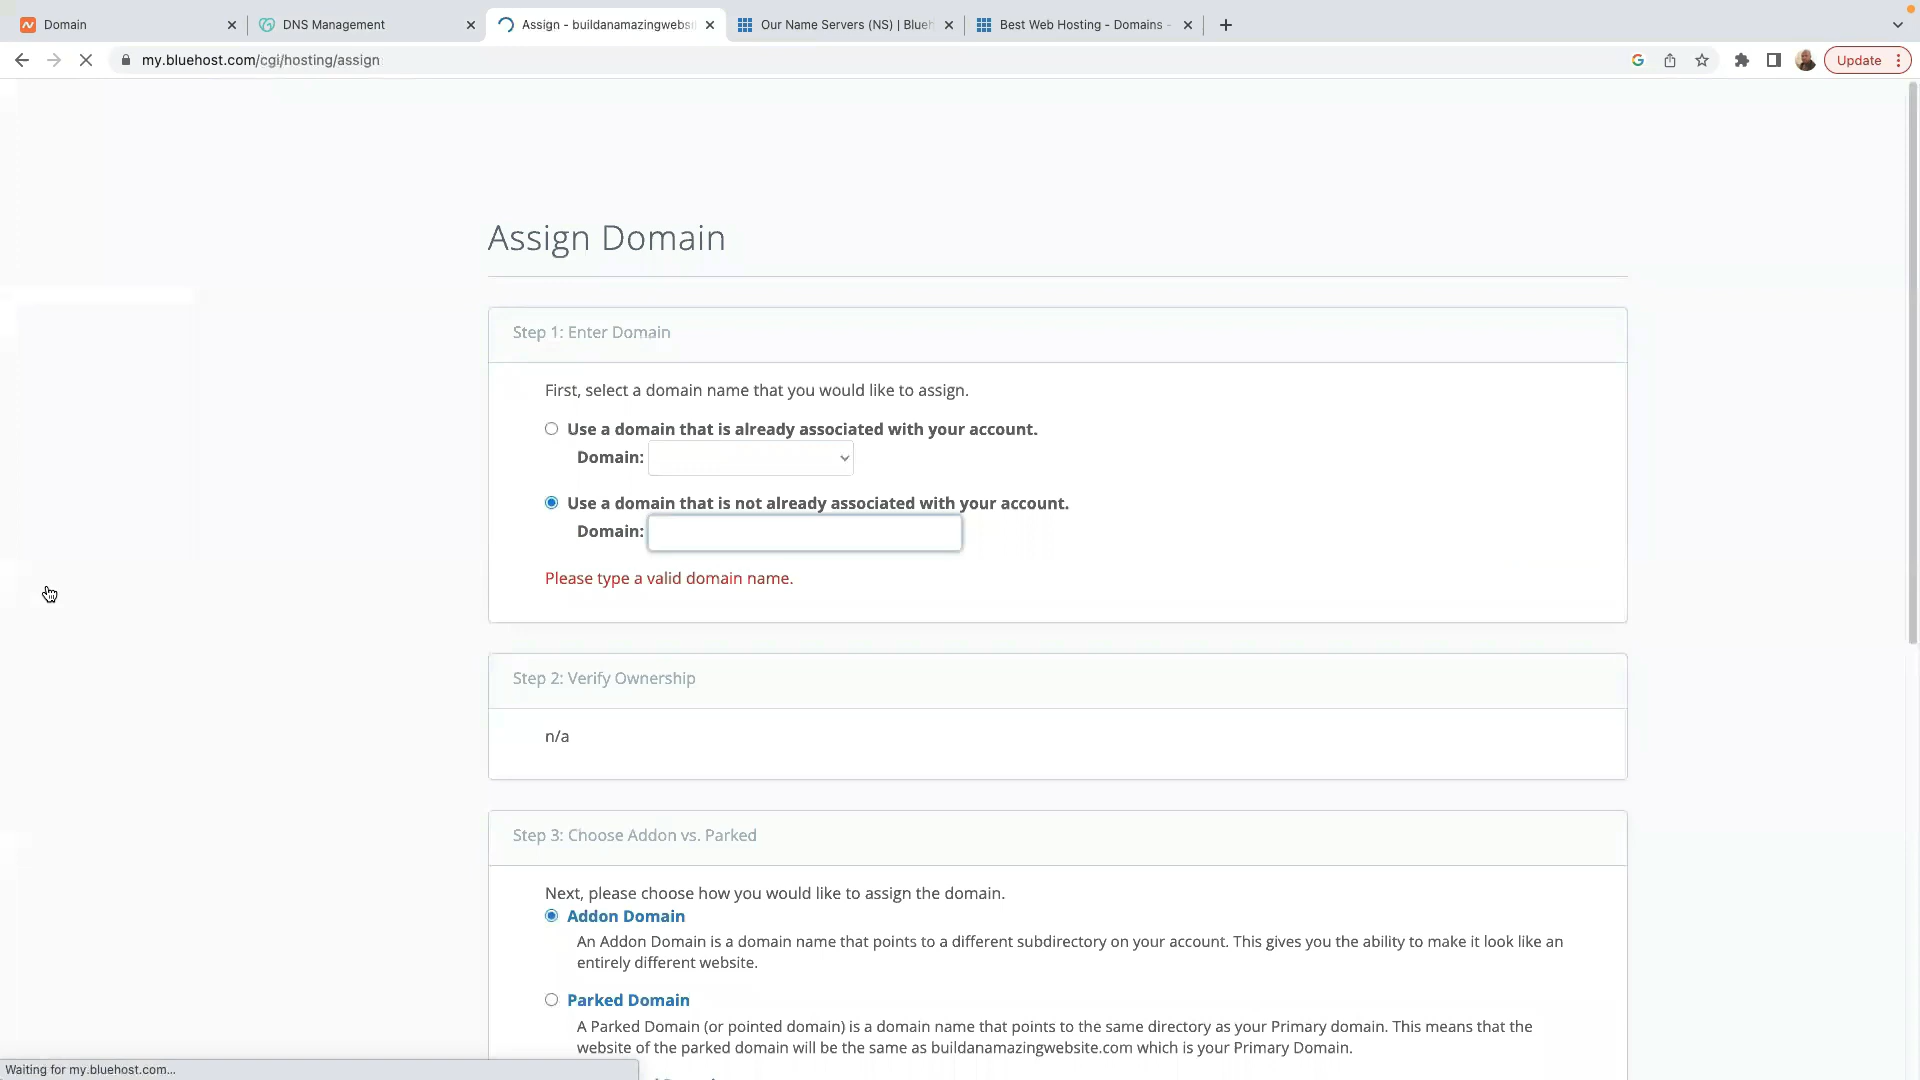 Domain
DNS Management
Assign - buildanamazingwebsi
Our Name Servers (NS) | Blueh
Best Web Hosting - Domains -
my.bluehost.com/cgi/hosting/assign
Update
Assign Domain
Step 1: Enter Domain
First, select a domain name that you would like to assign.
Use a domain that is already associated with your account.
Domain:
Use a domain that is not already associated with your account.
Domain:
Please type a valid domain name.
Step 2: Verify Ownership
n/a
Step 3: Choose Addon vs. Parked
Next, please choose how you would like to assign the domain.
Addon Domain
An Addon Domain is a domain name that points to a different subdirectory on your account. This gives you the ability to make it look like an
entirely different website.
Parked Domain
A Parked Domain (or pointed domain) is a domain name that points to the same directory as your Primary domain. This means that the
website of the parked domain will be the same as buildanamazingwebsite.com which is your Primary Domain.
Waiting for my.bluehost.com...